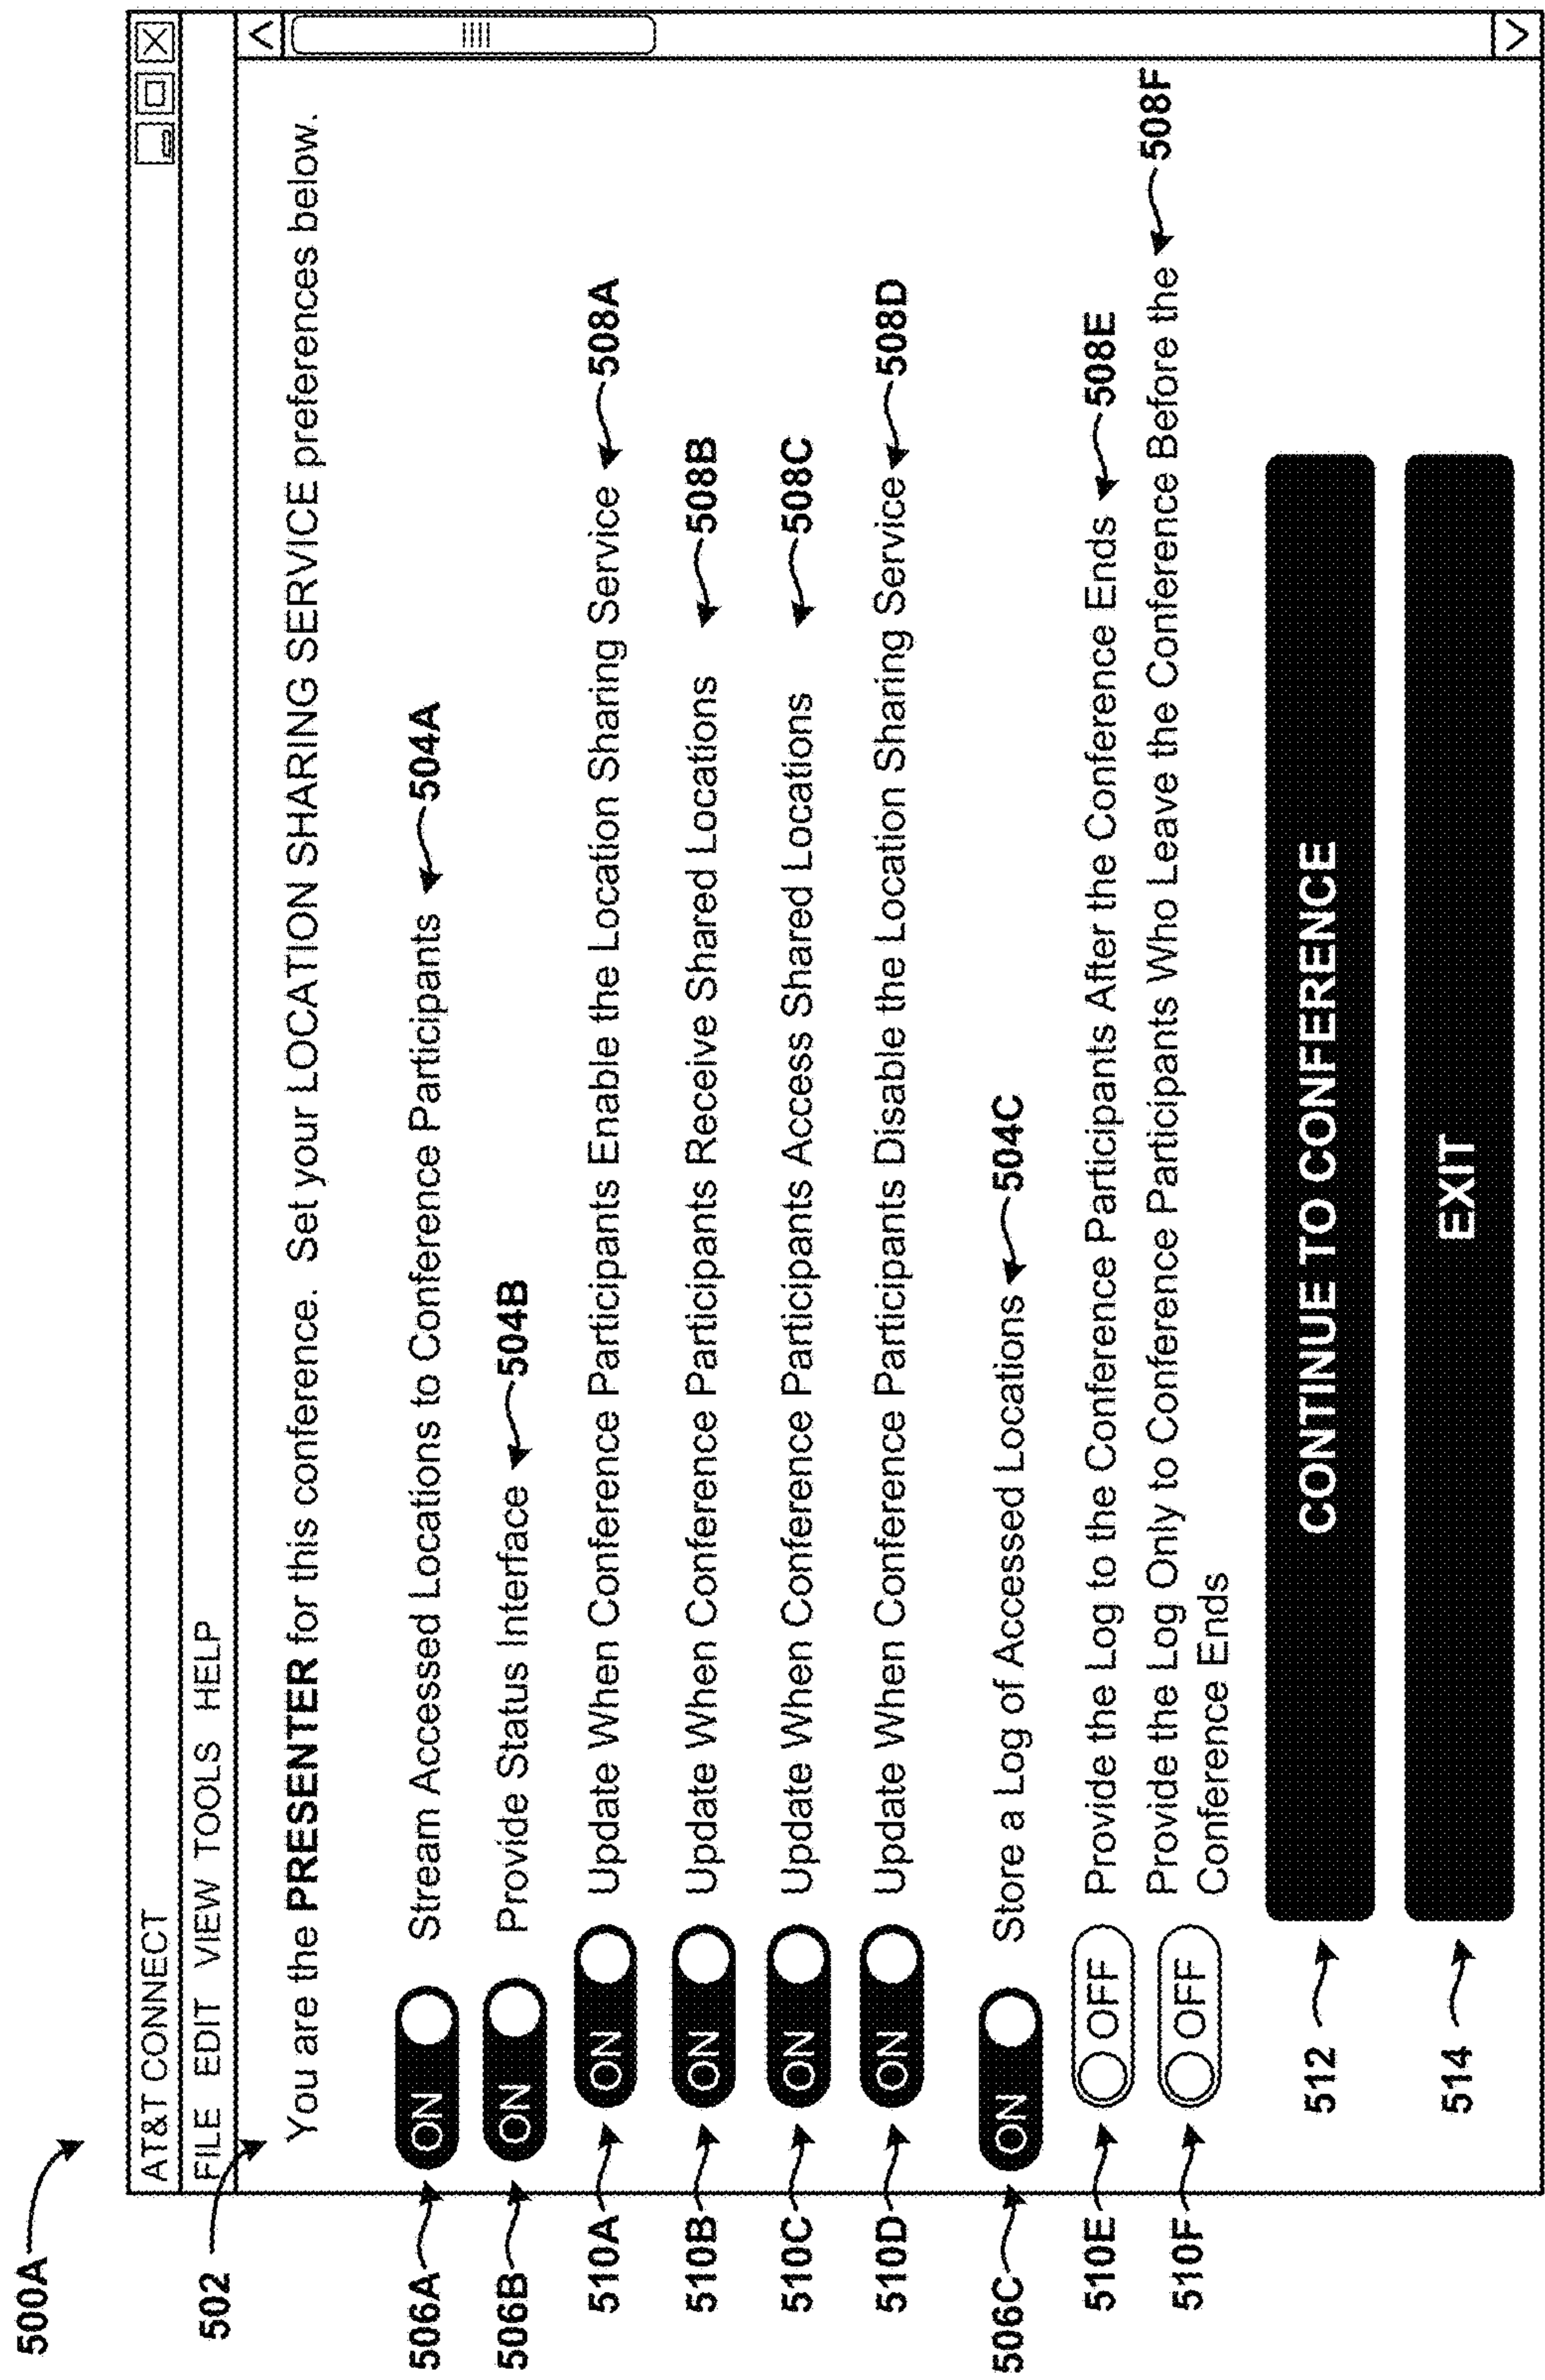 500A
502
AT&T CONNECT
FILE EDIT VIEW TOOLS HELP
You are the PRESENTER for this conference. Set your LOCATION SHARING SERVICE preferences below.
506A ON Stream Accessed Locations to Conference Participants 504A
506B ON Provide Status Interface 504B
510A ON Update When Conference Participants Enable the Location Sharing Service 508A
510B ON Update When Conference Participants Receive Shared Locations 508B
510C ON Update When Conference Participants Access Shared Locations 508C
510D ON Update When Conference Participants Disable the Location Sharing Service 508D
506C ON Store a Log of Accessed Locations 504C
510E OFF Provide the Log to the Conference Participants After the Conference Ends 508E
510F OFF Provide the Log Only to Conference Participants Who Leave the Conference Before the 508F
Conference Ends
512 CONTINUE TO CONFERENCE
514 EXIT